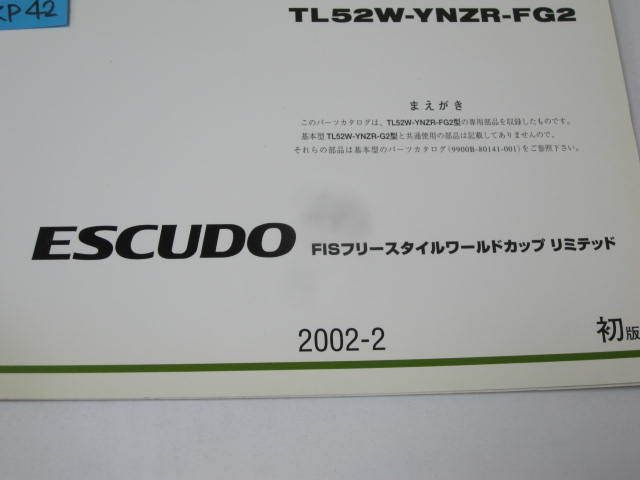 KP42
TL52W-YNZR-FG2
まえがき
このパーツカタログは、TL52W-YNZR-FG2型の専用部品を収録したものです。
基本型TL52W-YNZR-G2型と共通使用の部品は記載してありませんので、
それらの部品は基本型のパーツカタログ(9900B-80141-001)をご参照下さい。
ESCUDO FISフリースタイルワールドカップ リミテッド
2002-2
初版